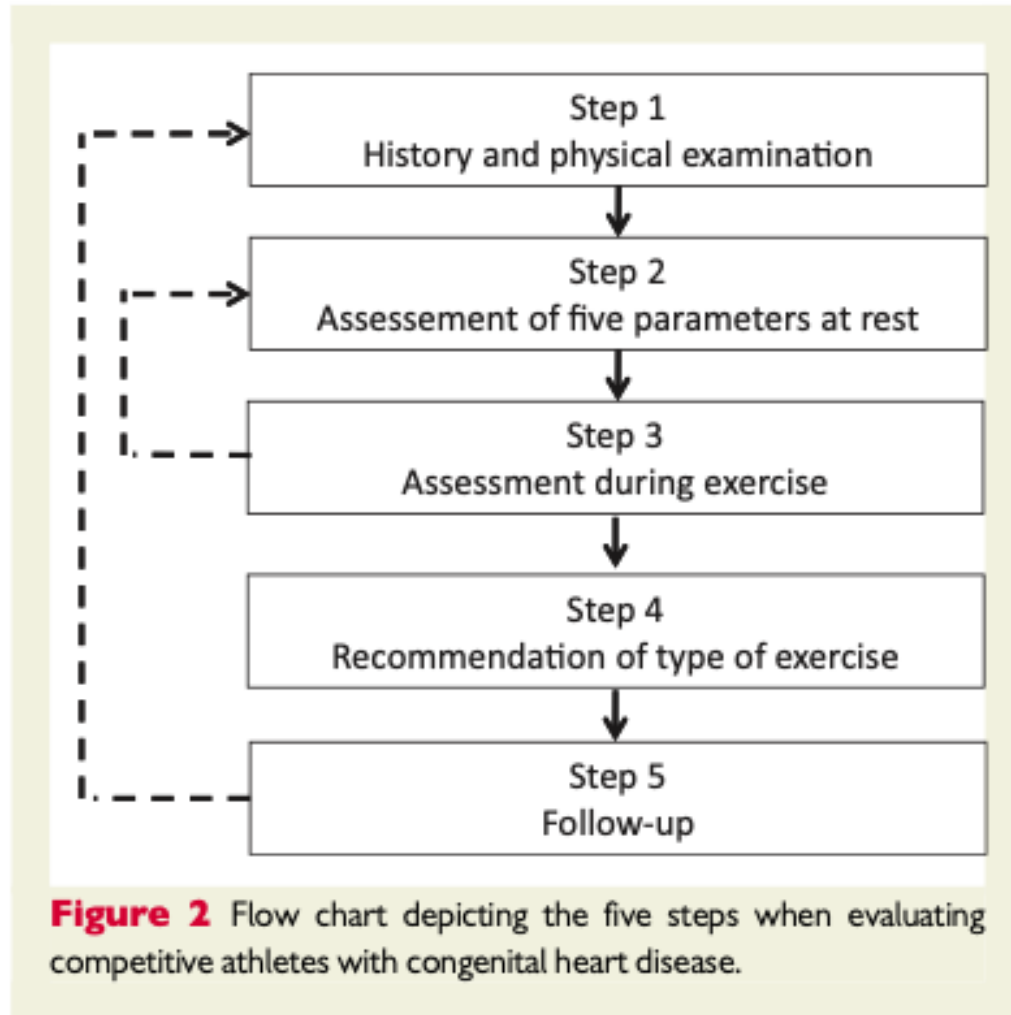 Step 1
History and physical examination
Step 2
Assessement of five parameters at rest
Step 3
Assessment during exercise
Step 4
Recommendation of type of exercise
Step 5
Follow-up
Figure 2 Flow chart depicting the five steps when evaluating
competitive athletes with congenital heart disease.